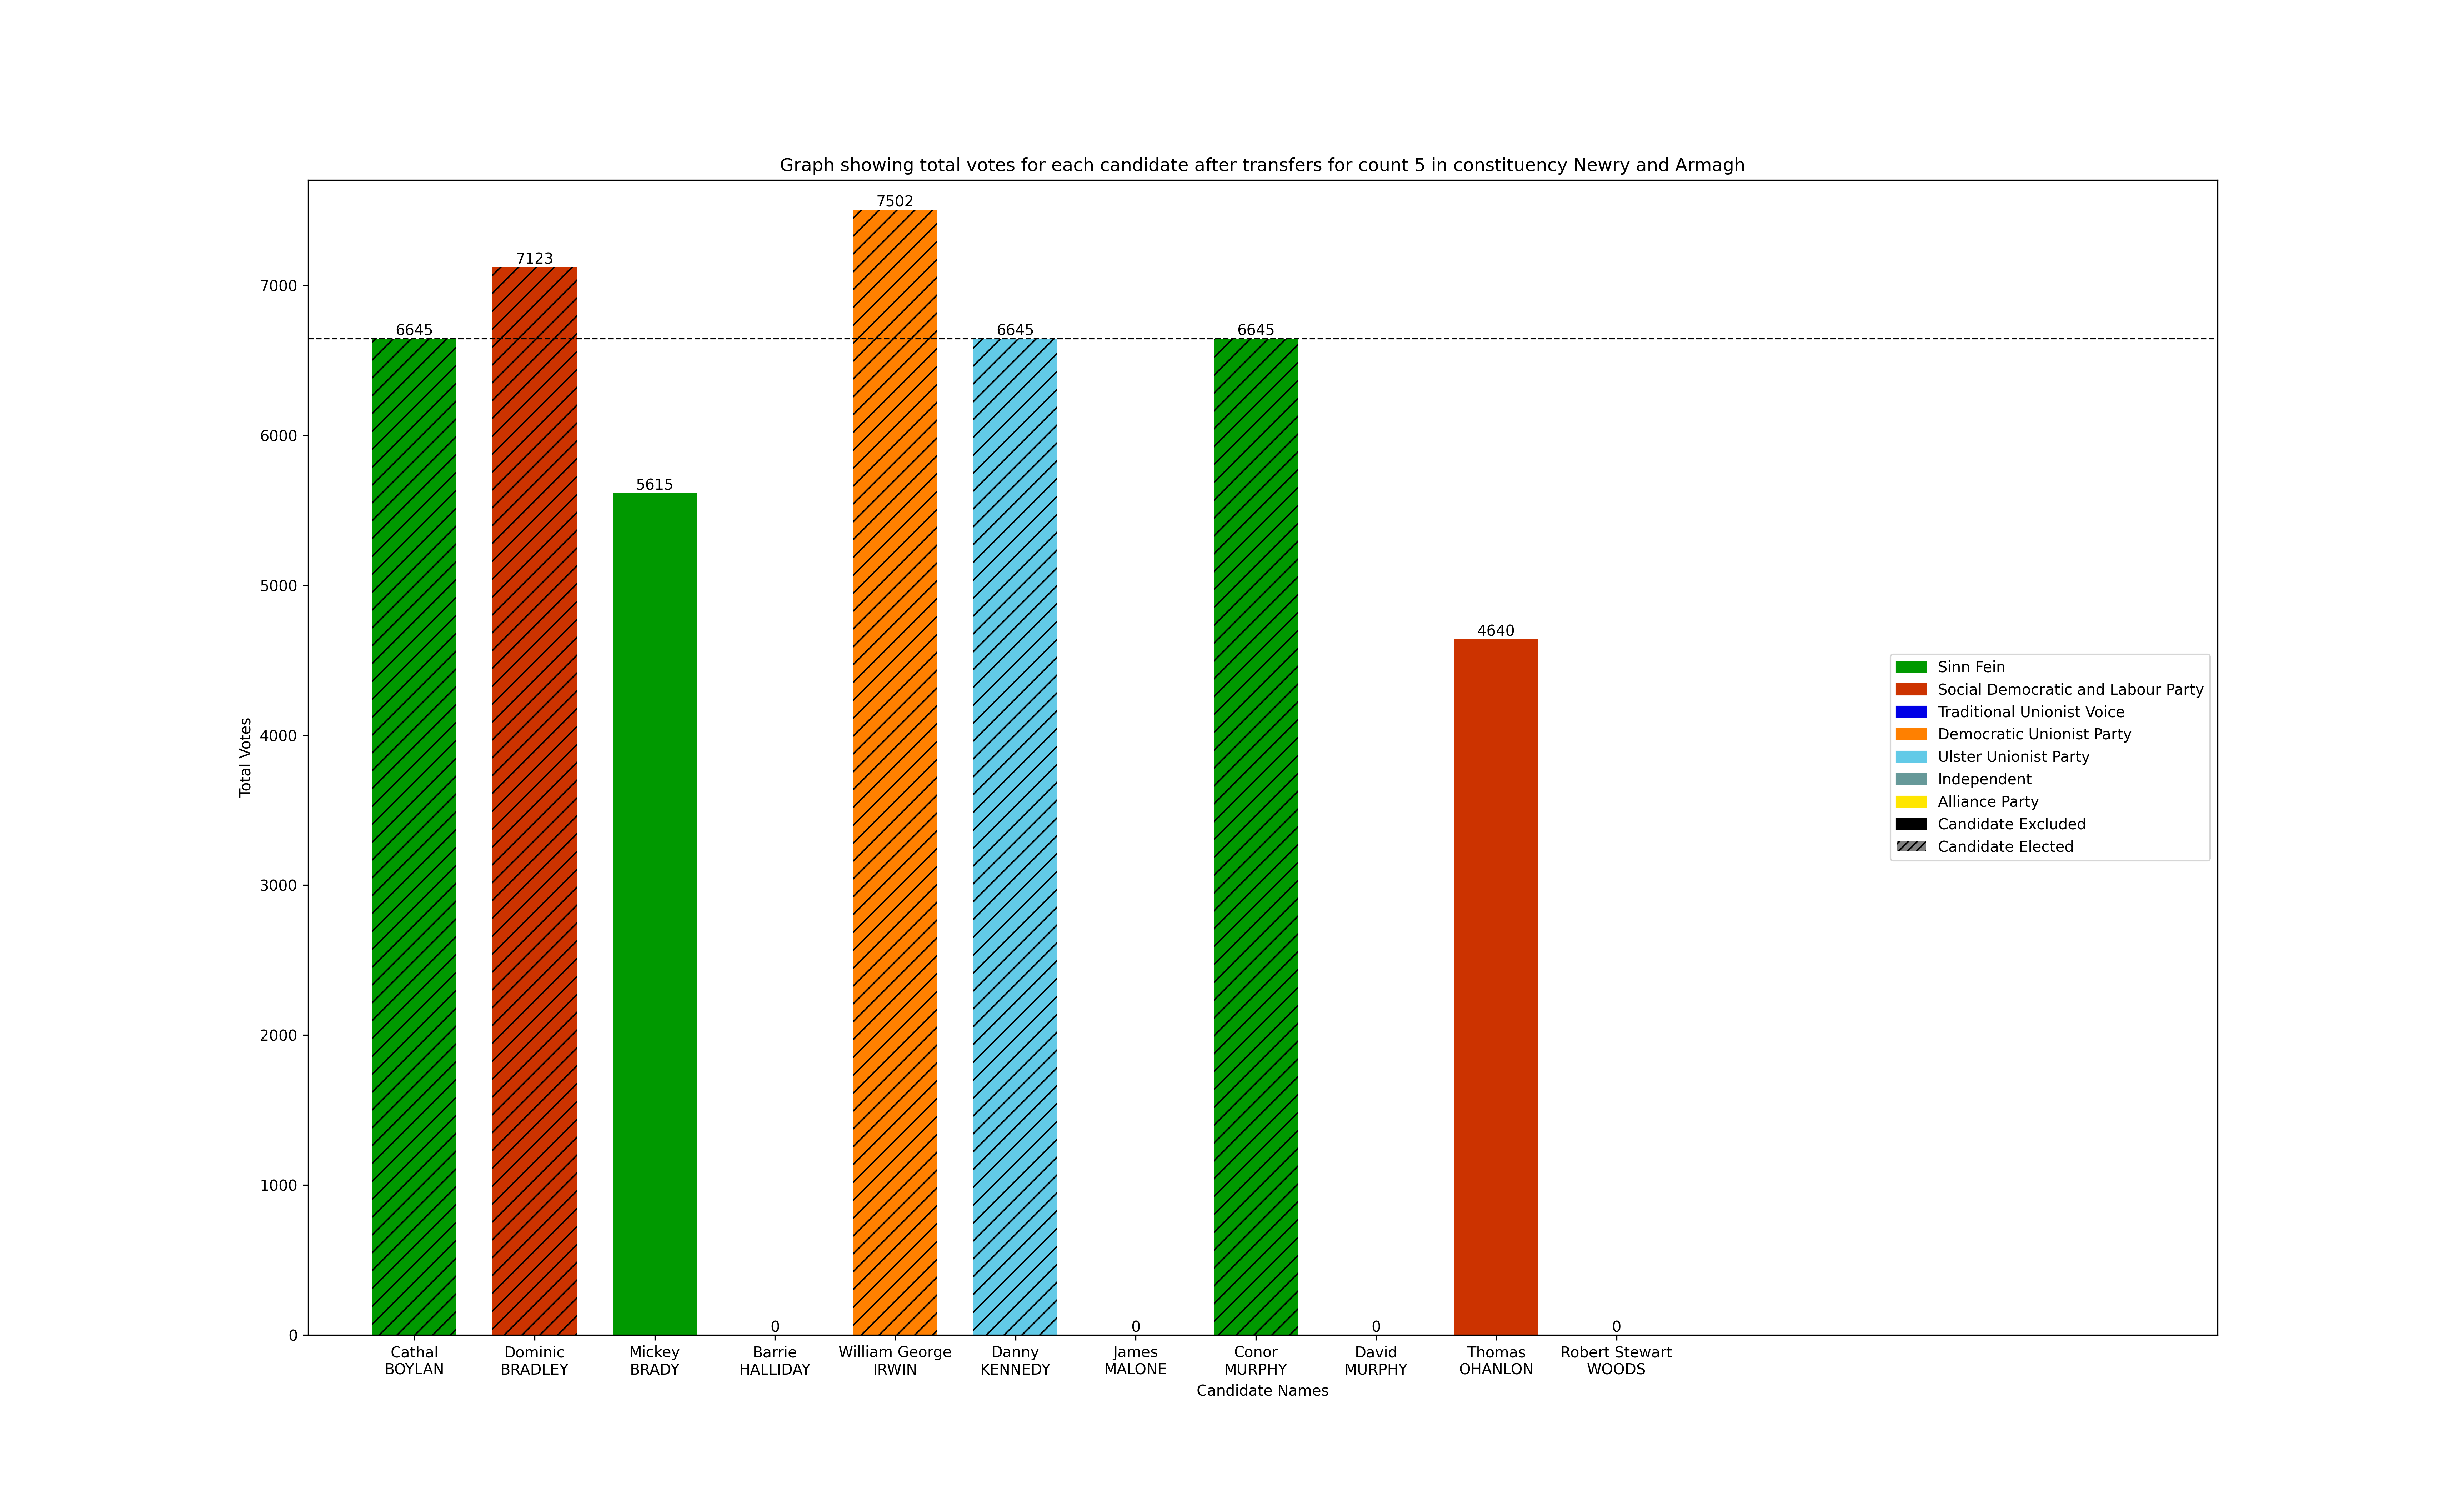 Graph showing total votes for each candidate after transfers for count 5 in constituency Newry and Armagh
Total Votes
7000
6000
5000
4000
3000
2000
1000
0
6645
7123
5615
0
7502
6645
0
6645
0
4640
0
Cathal
BOYLAN
Dominic
BRADLEY
Mickey
BRADY
Barrie
HALLIDAY
William George
IRWIN
Danny
KENNEDY
James
MALONE
Conor
MURPHY
David
MURPHY
Thomas
OHANLON
Robert Stewart
WOODS
Candidate Names
Sinn Fein
Social Democratic and Labour Party
Traditional Unionist Voice
Democratic Unionist Party
Ulster Unionist Party
Independent
Alliance Party
Candidate Excluded
Candidate Elected